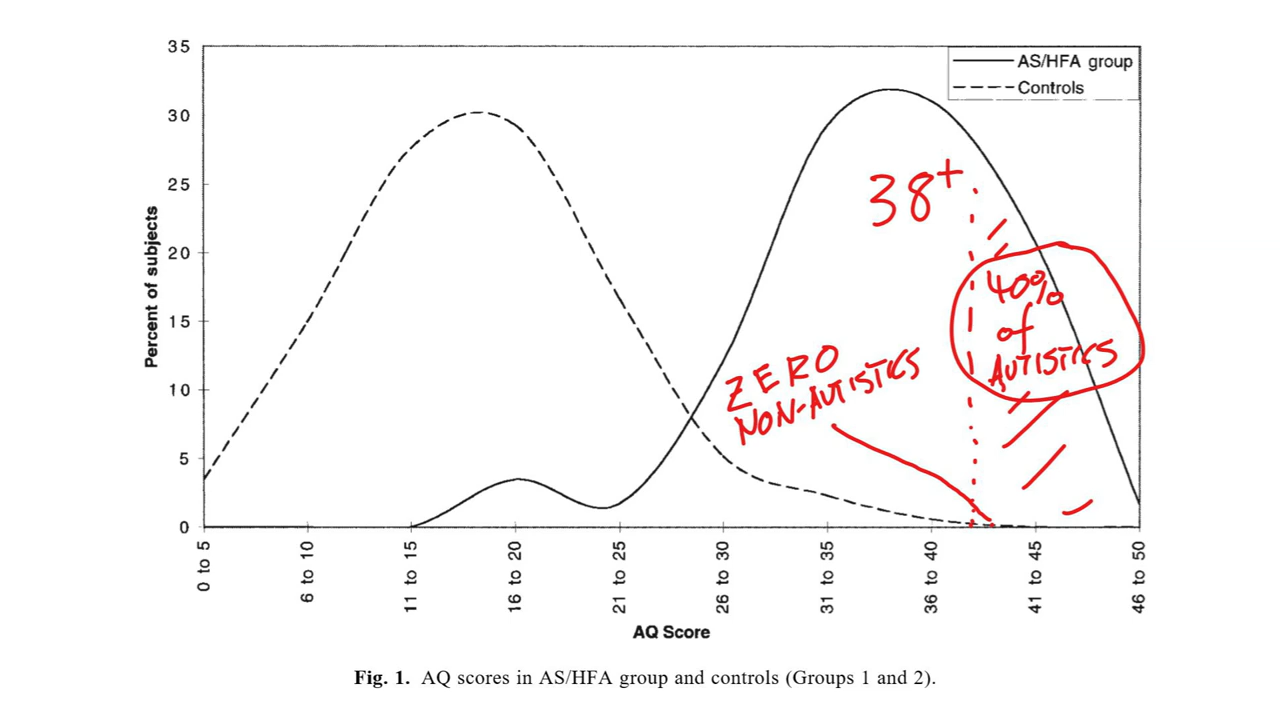 35
30
25
20
15
10
5
0
Percent of subjects
AS/HFA group
Controls
38+
40%
of
AUTISTICS
ZERO
NON-AUTISTICS
0 to 5
6 to 10
11 to 15
16 to 20
21 to 25
26 to 30
31 to 35
36 to 40
41 to 45
46 to 50
AQ Score
Fig. 1. AQ scores in AS/HFA group and controls (Groups 1 and 2).